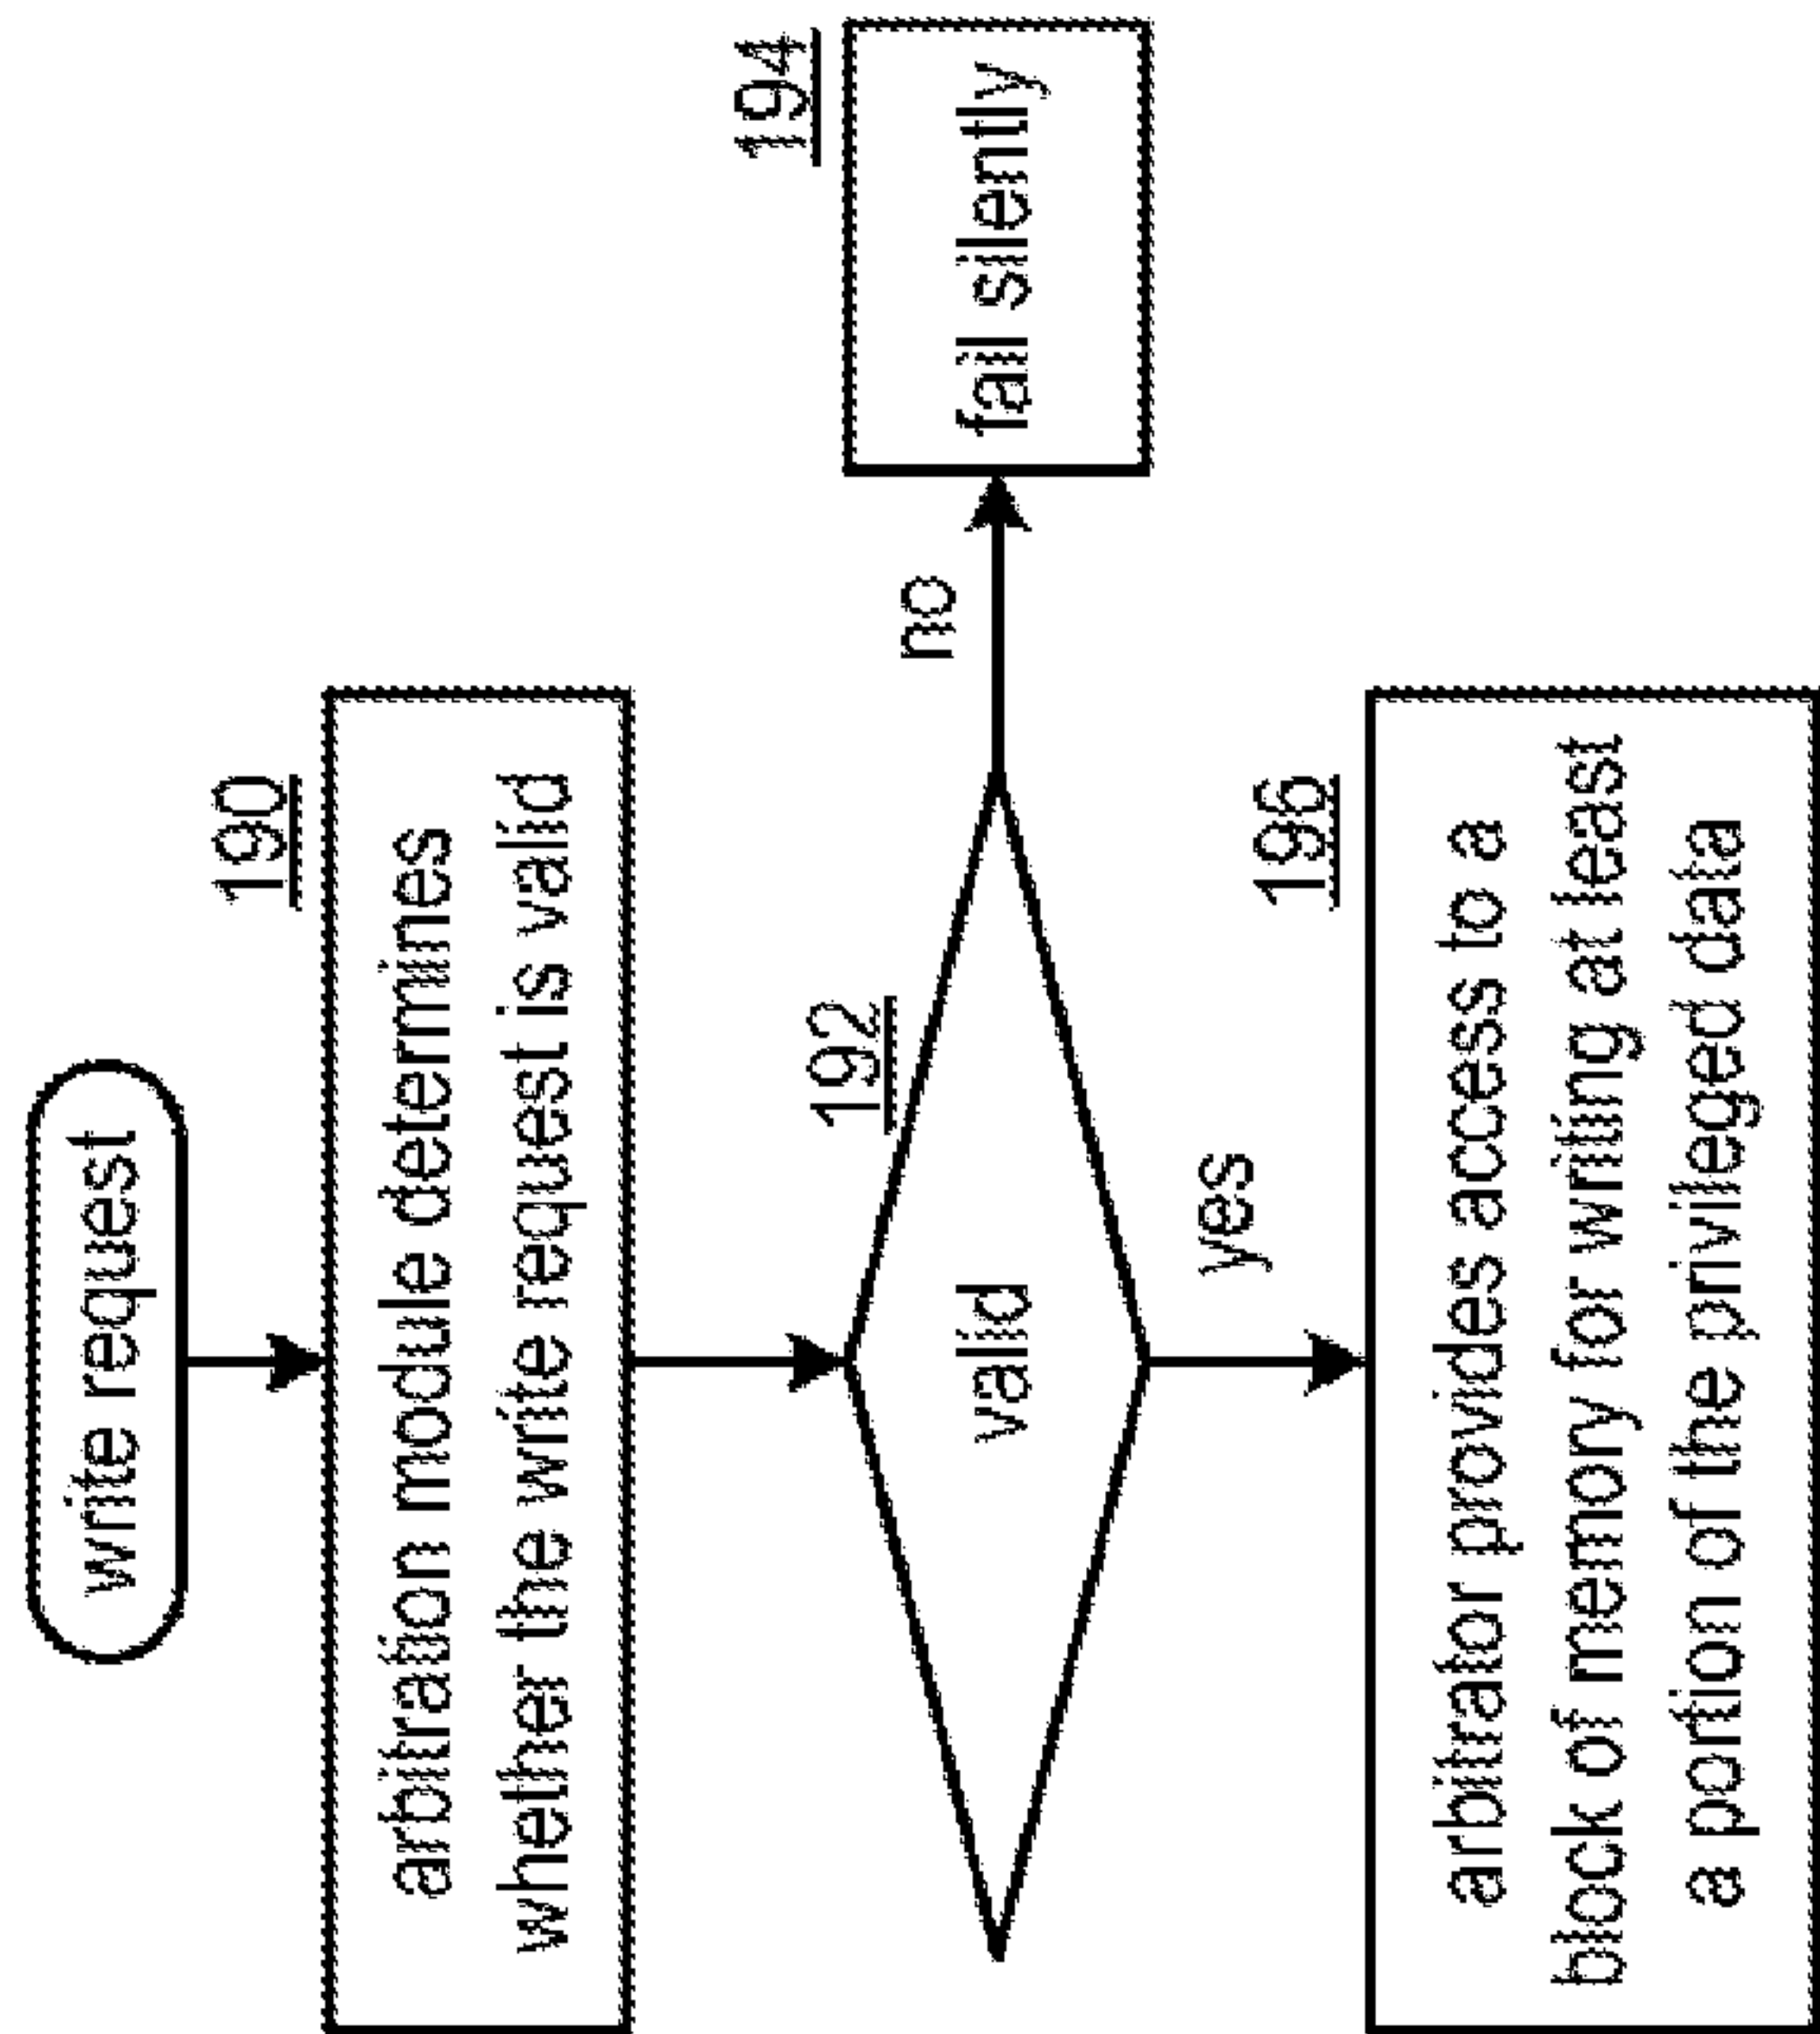 write request
190
arbitration module determines
whether the write request is valid
192
valid
no
194
fail silently
yes
196
arbitrator provides access to a
block of memory for writing at least
a portion of the privileged data